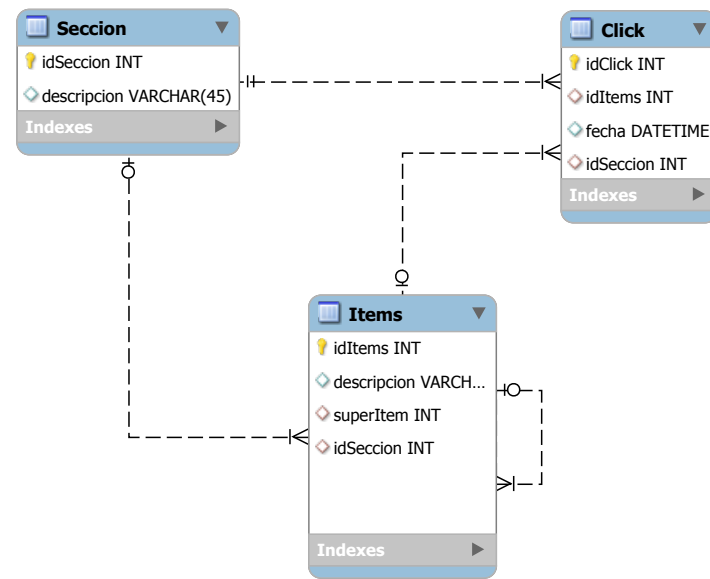 Seccion
idSeccion INT
descripcion VARCHAR(45)
Indexes
Click
idClick INT
idItems INT
fecha DATETIME
idSeccion INT
Indexes
Items
idItems INT
descripcion VARCH...
superItem INT
idSeccion INT
Indexes